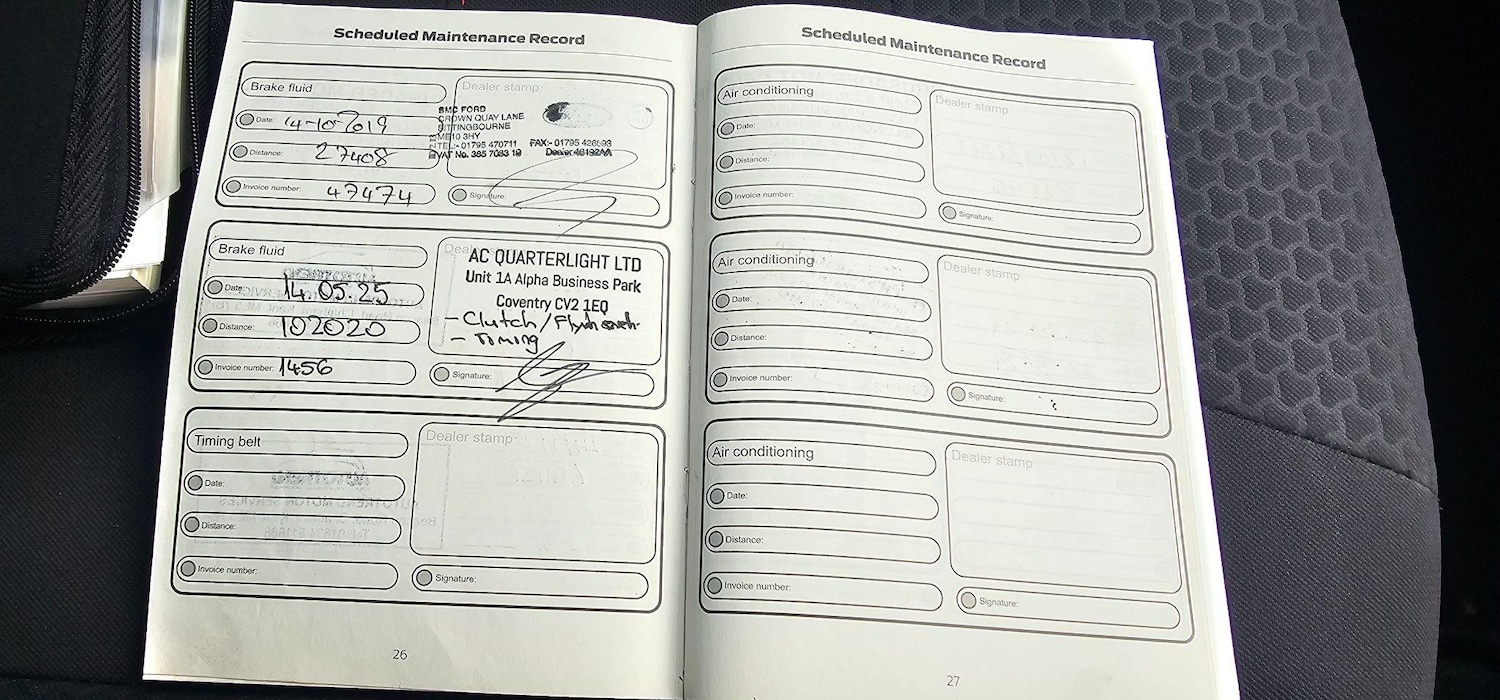 Scheduled Maintenance Record
Brake fluid
Date: 14-10-2019
Distance: 27408
Invoice number: 47474
Dealer stamp
SMC FORD
CROWN QUAY LANE
SITTINGBOURNE
ME10 3HY
TEL:- 01795 470711 FAX:- 01795
VAT No. 385 7083 19 Dealer
Signature:
Brake fluid
Date: 14.05.25
Distance: 102020
Invoice number: 1456
Dealer stamp
AC QUARTERLIGHT LTD
Unit 1A Alpha Business Park
Coventry CV2 1EQ
- Clutch /
- Timing
Signature:
Timing belt
Date:
Distance:
Invoice number:
Dealer stamp
Signature:
26
Scheduled Maintenance Record
Air conditioning
Date:
Distance:
Invoice number:
Dealer stamp
Signature:
Air conditioning
Date:
Distance:
Invoice number:
Dealer stamp
Signature:
Air conditioning
Date:
Distance:
Invoice number:
Dealer stamp
Signature:
27